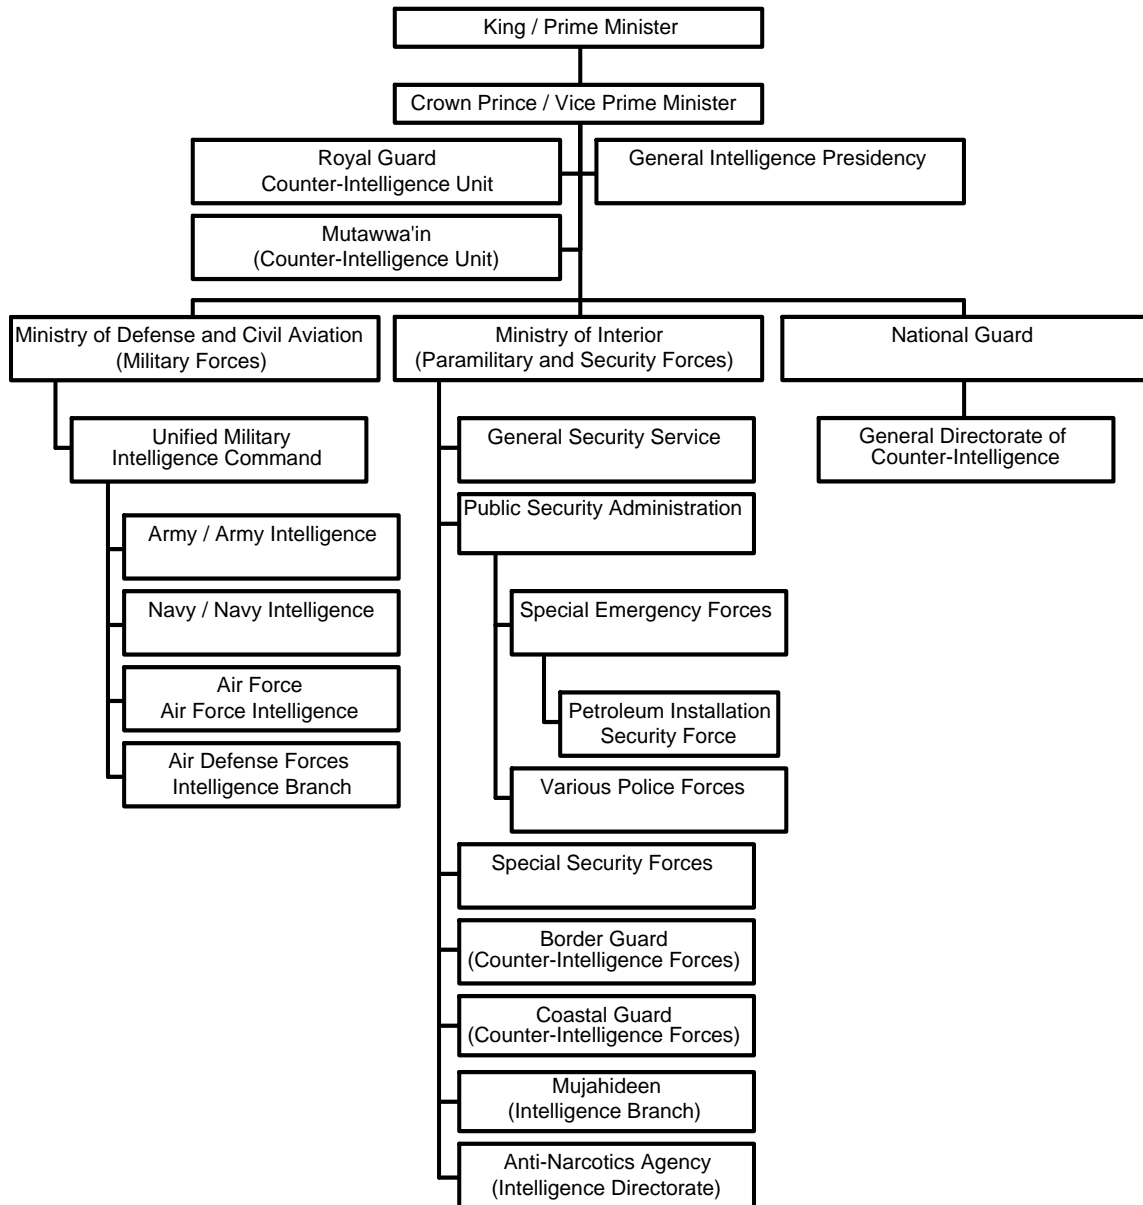 King / Prime Minister
Crown Prince / Vice Prime Minister
Royal Guard
Counter-Intelligence Unit
General Intelligence Presidency
Mutawwa'in
(Counter-Intelligence Unit)
Ministry of Defense and Civil Aviation
(Military Forces)
Ministry of Interior
(Paramilitary and Security Forces)
National Guard
Unified Military
Intelligence Command
General Security Service
General Directorate of
Counter-Intelligence
Public Security Administration
Army / Army Intelligence
Navy / Navy Intelligence
Special Emergency Forces
Air Force
Air Force Intelligence
Petroleum Installation
Security Force
Air Defense Forces
Intelligence Branch
Various Police Forces
Special Security Forces
Border Guard
(Counter-Intelligence Forces)
Coastal Guard
(Counter-Intelligence Forces)
Mujahideen
(Intelligence Branch)
Anti-Narcotics Agency
(Intelligence Directorate)